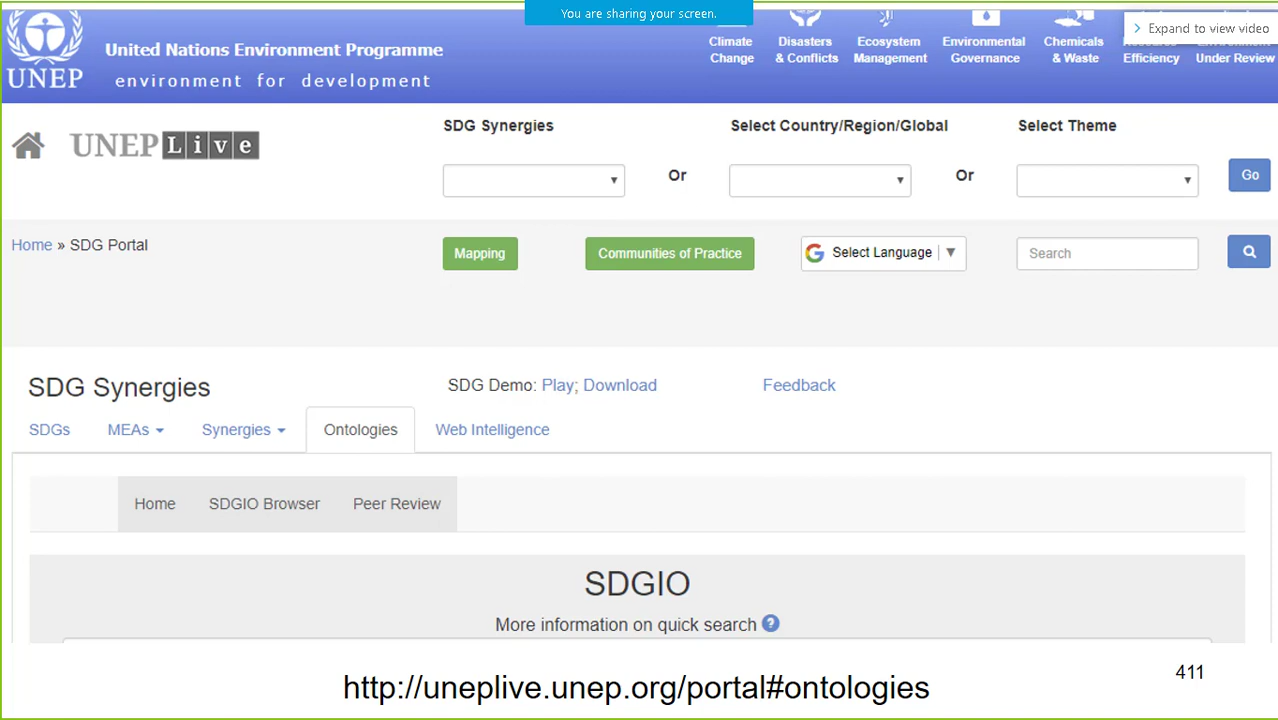 You are sharing your screen.
Expand to view video
UNEP
United Nations Environment Programme
environment for development
Climate Change
Disasters & Conflicts
Ecosystem Management
Environmental Governance
Chemicals & Waste
Efficiency
Under Review
UNEP Live
SDG Synergies
Or
Select Country/Region/Global
Or
Select Theme
Go
Home » SDG Portal
Mapping
Communities of Practice
Select Language
Search
SDG Synergies
SDG Demo: Play; Download
Feedback
SDGs
MEAs
Synergies
Ontologies
Web Intelligence
Home
SDGIO Browser
Peer Review
SDGIO
More information on quick search ?
http://uneplive.unep.org/portal#ontologies
411